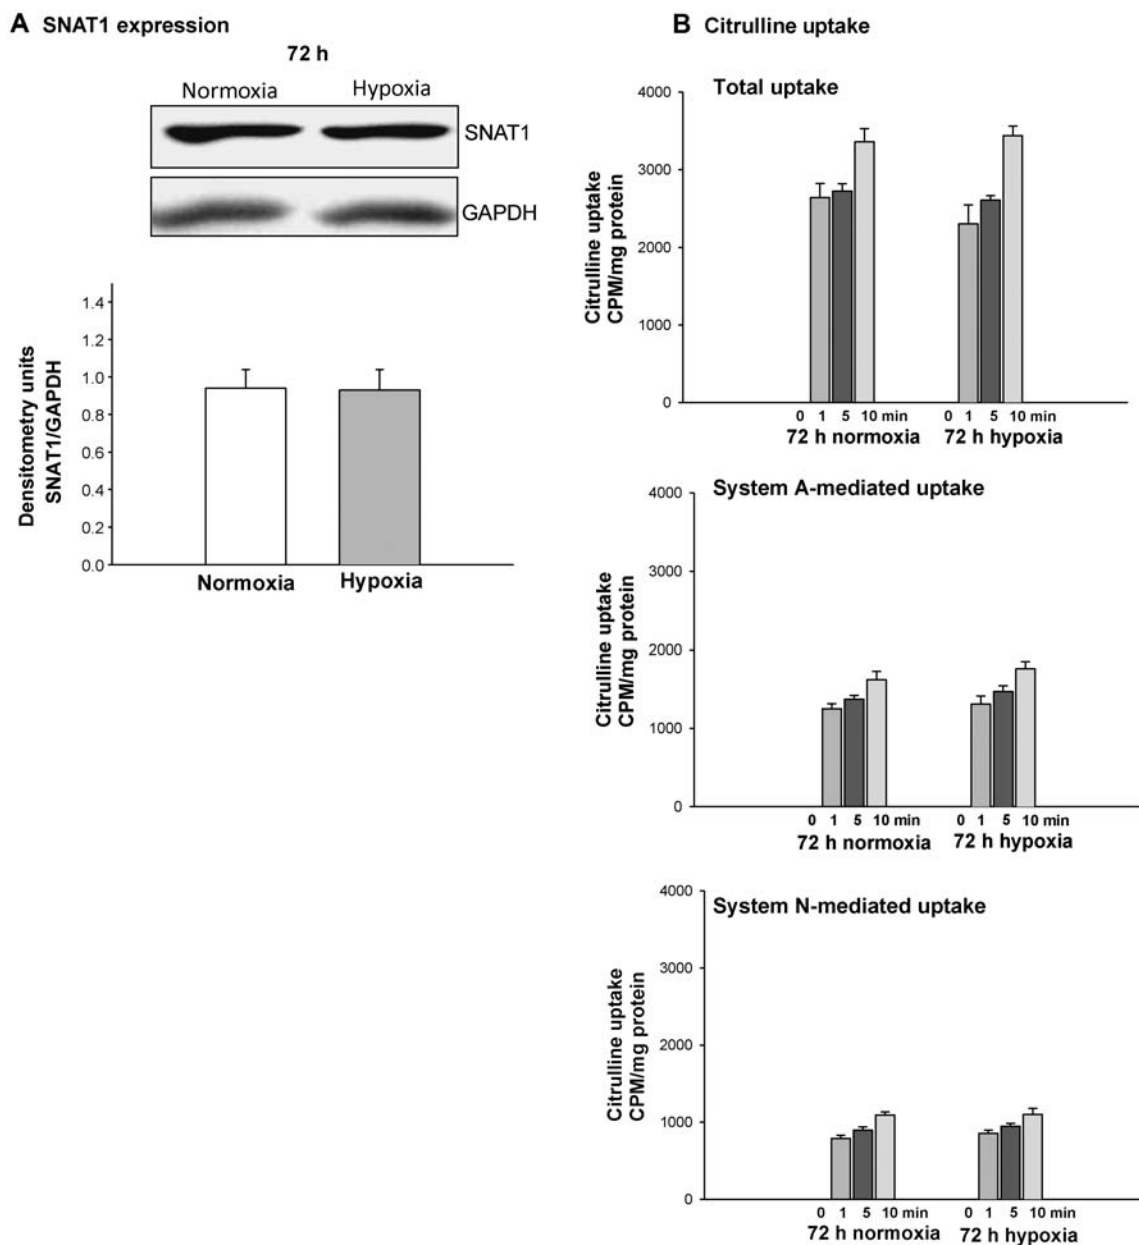 A SNAT1 expression
72 h
Normoxia Hypoxia
SNAT1
GAPDH
Densitometry units
SNAT1/GAPDH
1.4
1.2
1.0
0.8
0.6
0.4
0.2
0.0
Normoxia Hypoxia
B Citrulline uptake
Total uptake
Citrulline uptake
CPM/mg protein
4000
3000
2000
1000
0
0 1 5 10 min 0 1 5 10 min
72 h normoxia 72 h hypoxia
System A-mediated uptake
Citrulline uptake
CPM/mg protein
4000
3000
2000
1000
0
0 1 5 10 min 0 1 5 10 min
72 h normoxia 72 h hypoxia
System N-mediated uptake
Citrulline uptake
CPM/mg protein
4000
3000
2000
1000
0
0 1 5 10 min 0 1 5 10 min
72 h normoxia 72 h hypoxia